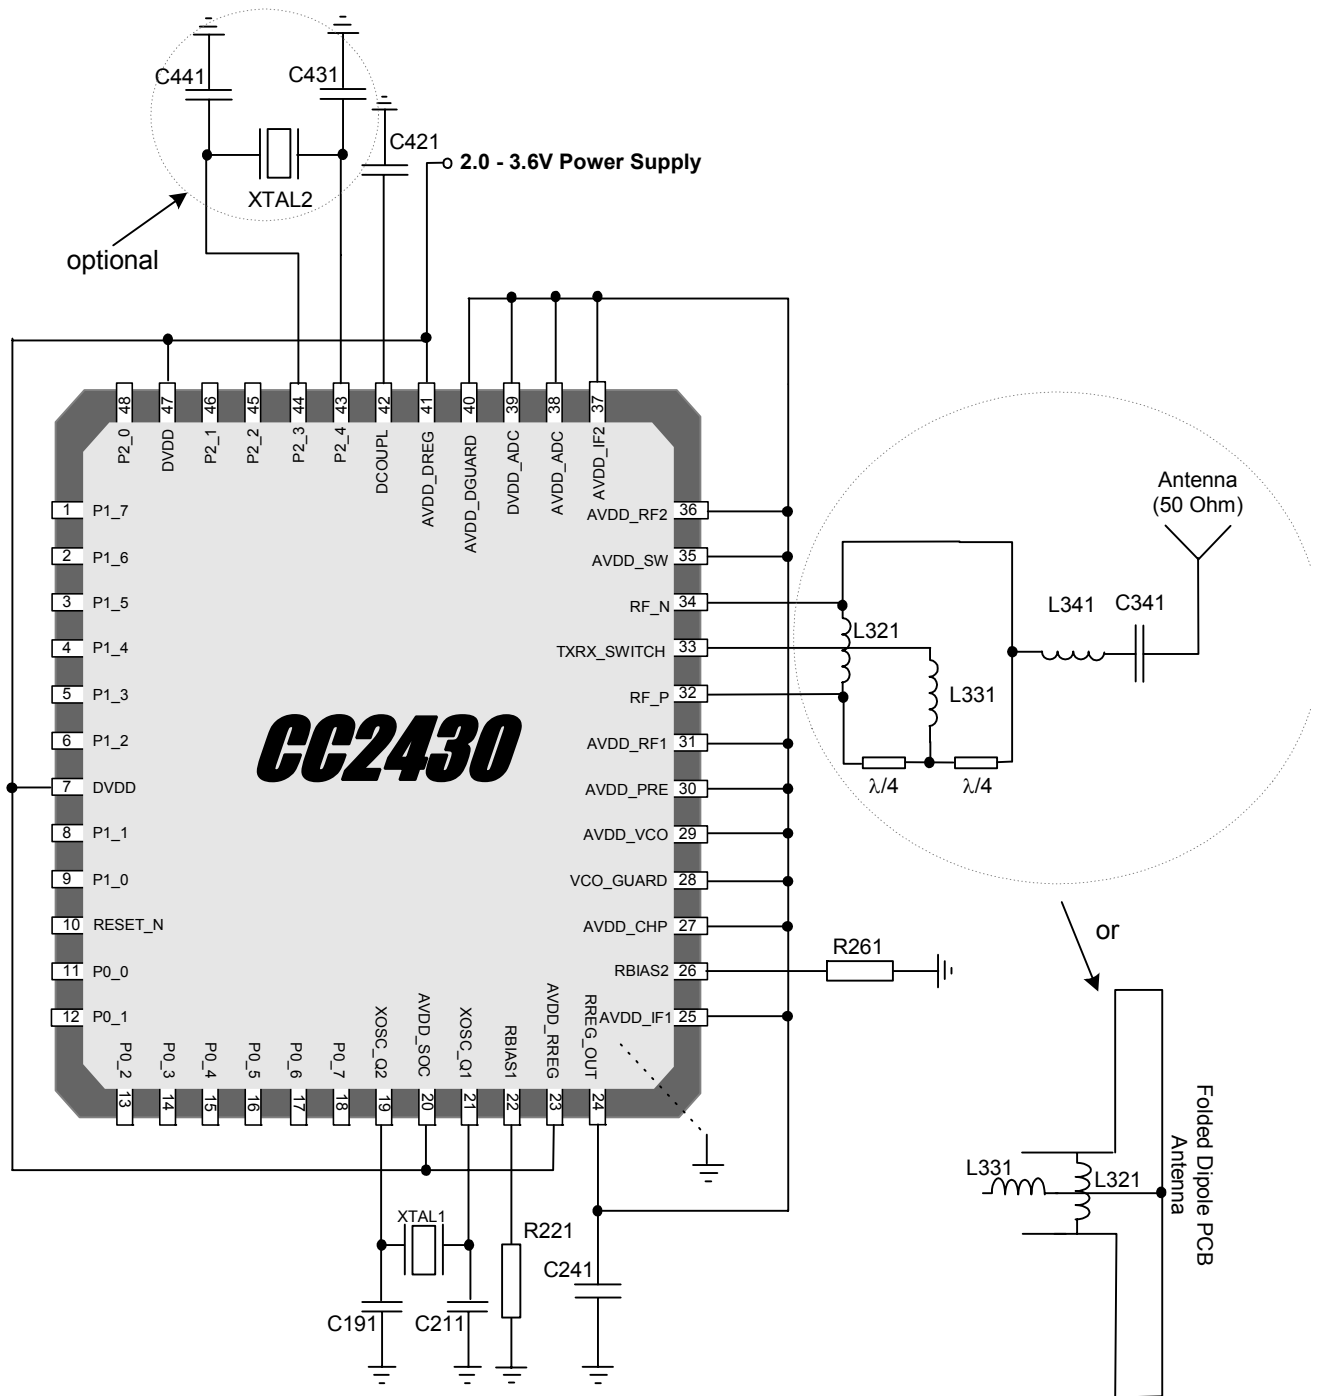 C441
C431
C421
2.0 - 3.6V Power Supply
XTAL2
optional
48
47
46
45
44
43
42
41
40
39
38
37
P2_0
DVDD
P2_1
P2_2
P2_3
P2_4
DCOUPL
AVDD_DREG
AVDD_DGUARD
DVDD_ADC
AVDD_ADC
AVDD_IF2
1 P1_7
2 P1_6
3 P1_5
4 P1_4
5 P1_3
6 P1_2
7 DVDD
8 P1_1
9 P1_0
10 RESET_N
11 P0_0
12 P0_1
CC2430
AVDD_RF2 36
AVDD_SW 35
RF_N 34
TXRX_SWITCH 33
RF_P 32
AVDD_RF1 31
AVDD_PRE 30
AVDD_VCO 29
VCO_GUARD 28
AVDD_CHP 27
RBIAS2 26
AVDD_IF1 25
P0_2
P0_3
P0_4
P0_5
P0_6
P0_7
XOSC_Q2
AVDD_SOC
XOSC_Q1
RBIAS1
AVDD_RREG
RREG_OUT
13
14
15
16
17
18
19
20
21
22
23
24
Antenna
(50 Ohm)
L341
C341
L321
L331
λ/4
λ/4
R261
or
XTAL1
R221
C241
C191
C211
L331
L321
Folded Dipole PCB
Antenna